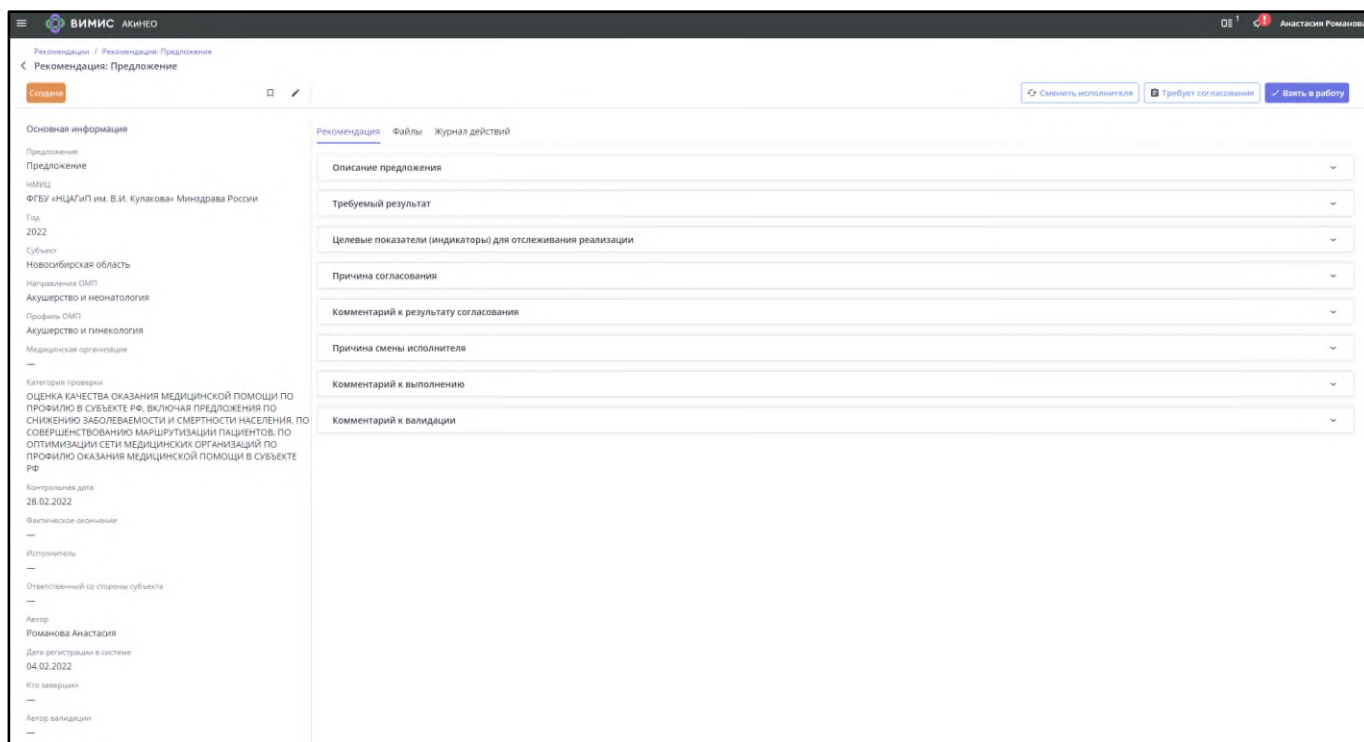 ВИМИС АКиНЕО
1
Анастасия Романова
Рекомендации / Рекомендация: Предложение
Рекомендация: Предложение
Создана
Сменить исполнителя
Требует согласования
Взять в работу
Основная информация
Предложение
Предложение
НМИЦ
ФГБУ «НЦАГиП им. В.И. Кулакова» Минздрава России
Год
2022
Субъект
Новосибирская область
Направление ОМП
Акушерство и неонатология
Профиль ОМП
Акушерство и гинекология
Медицинская организация
—
Категория проверки
ОЦЕНКА КАЧЕСТВА ОКАЗАНИЯ МЕДИЦИНСКОЙ ПОМОЩИ ПО
ПРОФИЛЮ В СУБЪЕКТЕ РФ, ВКЛЮЧАЯ ПРЕДЛОЖЕНИЯ ПО
СНИЖЕНИЮ ЗАБОЛЕВАЕМОСТИ И СМЕРТНОСТИ НАСЕЛЕНИЯ, ПО
СОВЕРШЕНСТВОВАНИЮ МАРШРУТИЗАЦИИ ПАЦИЕНТОВ, ПО
ОПТИМИЗАЦИИ СЕТИ МЕДИЦИНСКИХ ОРГАНИЗАЦИЙ ПО
ПРОФИЛЮ ОКАЗАНИЯ МЕДИЦИНСКОЙ ПОМОЩИ В СУБЪЕКТЕ
РФ
Контрольная дата
28.02.2022
Фактическое окончание
—
Исполнитель
—
Ответственный со стороны субъекта
—
Автор
Романова Анастасия
Дата регистрации в системе
04.02.2022
Кто завершил
—
Автор валидации
—
Рекомендация Файлы Журнал действий
Описание предложения
Требуемый результат
Целевые показатели (индикаторы) для отслеживания реализации
Причина согласования
Комментарий к результату согласования
Причина смены исполнителя
Комментарий к выполнению
Комментарий к валидации